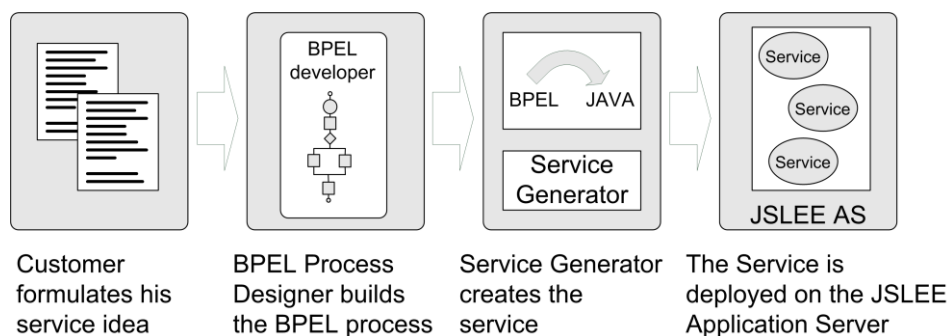 BPEL
developer
BPEL JAVA
Service
Generator
Service
Service
Service
JSLEE AS
Customer
formulates his
service idea
BPEL Process
Designer builds
the BPEL process
Service Generator
creates the
service
The Service is
deployed on the JSLEE
Application Server